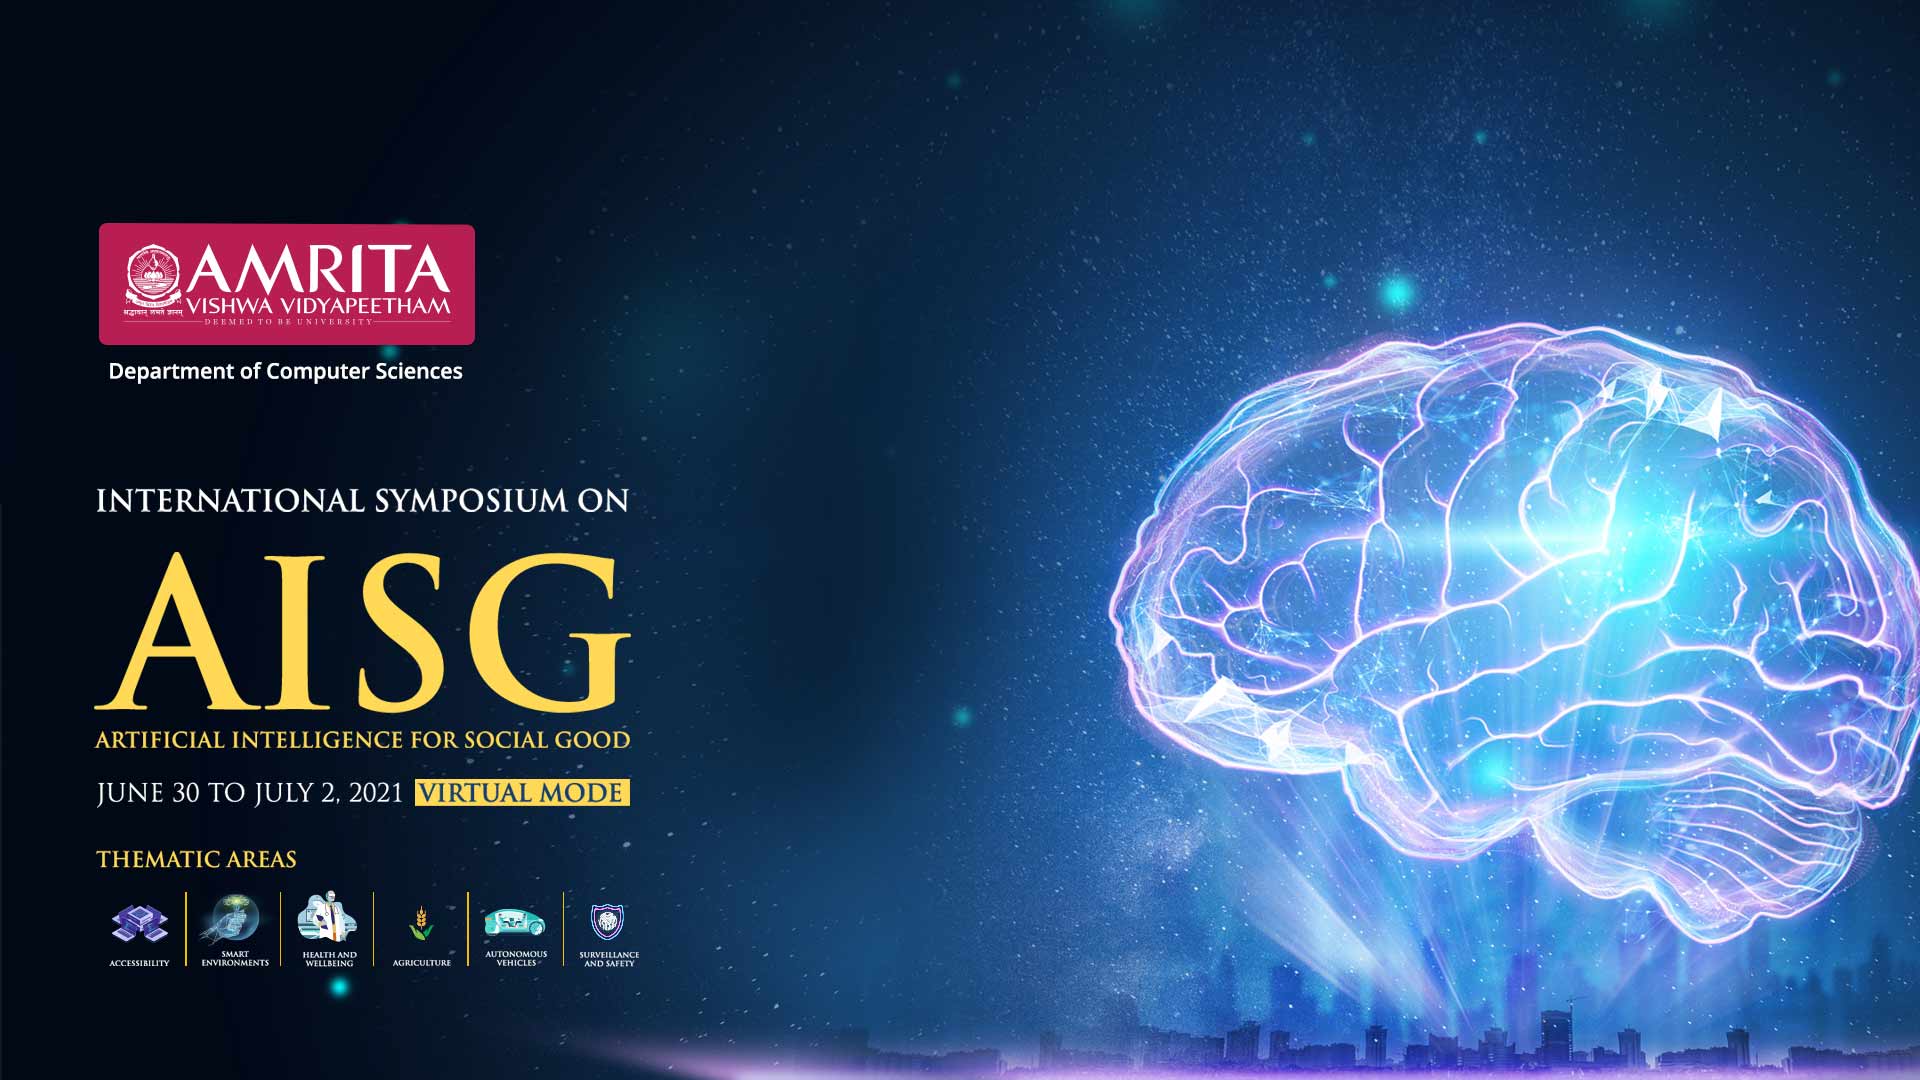 AMRITA
VISHWA VIDYAPEETHAM
श्रद्धावान् लभते ज्ञानम्
DEEMED TO BE UNIVERSITY
Department of Computer Sciences
INTERNATIONAL SYMPOSIUM ON
AISG
ARTIFICIAL INTELLIGENCE FOR SOCIAL GOOD
JUNE 30 TO JULY 2, 2021 VIRTUAL MODE
THEMATIC AREAS
ACCESSIBILITY
SMART
ENVIRONMENTS
HEALTH AND
WELLBEING
AGRICULTURE
AUTONOMOUS
VEHICLES
SURVEILLANCE
AND SAFETY